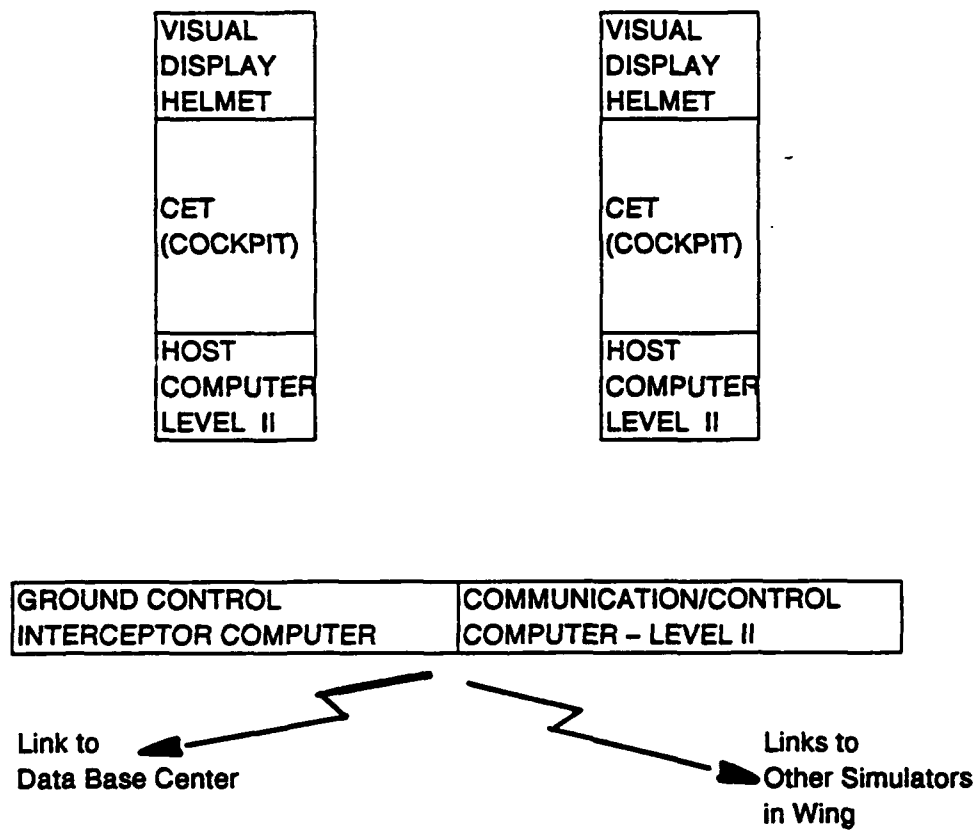 VISUAL
DISPLAY
HELMET
CET
(COCKPIT)
HOST
COMPUTER
LEVEL II
VISUAL
DISPLAY
HELMET
CET
(COCKPIT)
HOST
COMPUTER
LEVEL II
GROUND CONTROL
INTERCEPTOR COMPUTER
COMMUNICATION/CONTROL
COMPUTER – LEVEL II
Link to
Data Base Center
Links to
Other Simulators
in Wing